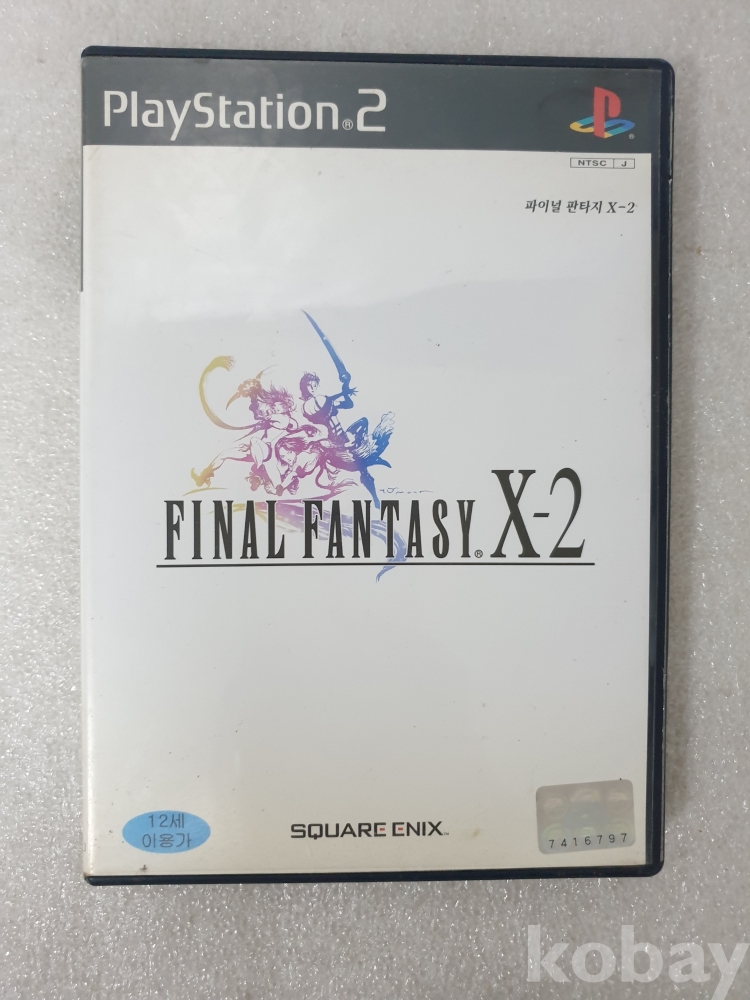 PlayStation®2
NTSC J
파이널 판타지 X-2
FINAL FANTASY® X-2
12세
이용가
SQUARE ENIX™
7416797
kobay